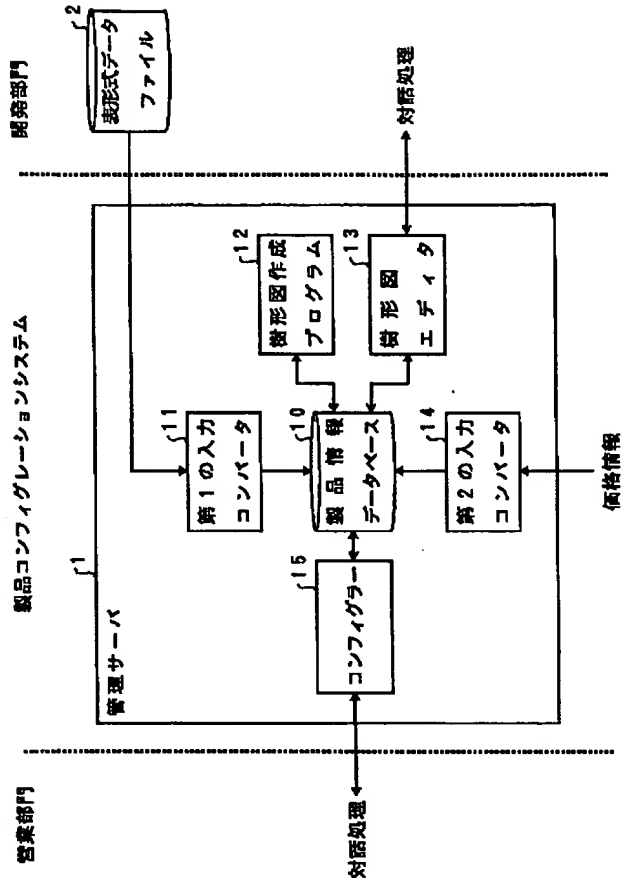 製品コンフィグレーションシステム
営業部門
開発部門
1
管理サーバ
2
表形式データ
ファイル
11
第1の入力
コンバータ
12
樹形図作成
プログラム
10
製品情報
データベース
13
樹形図
エディタ
15
コンフィグラー
14
第2の入力
コンバータ
対話処理
対話処理
価格情報